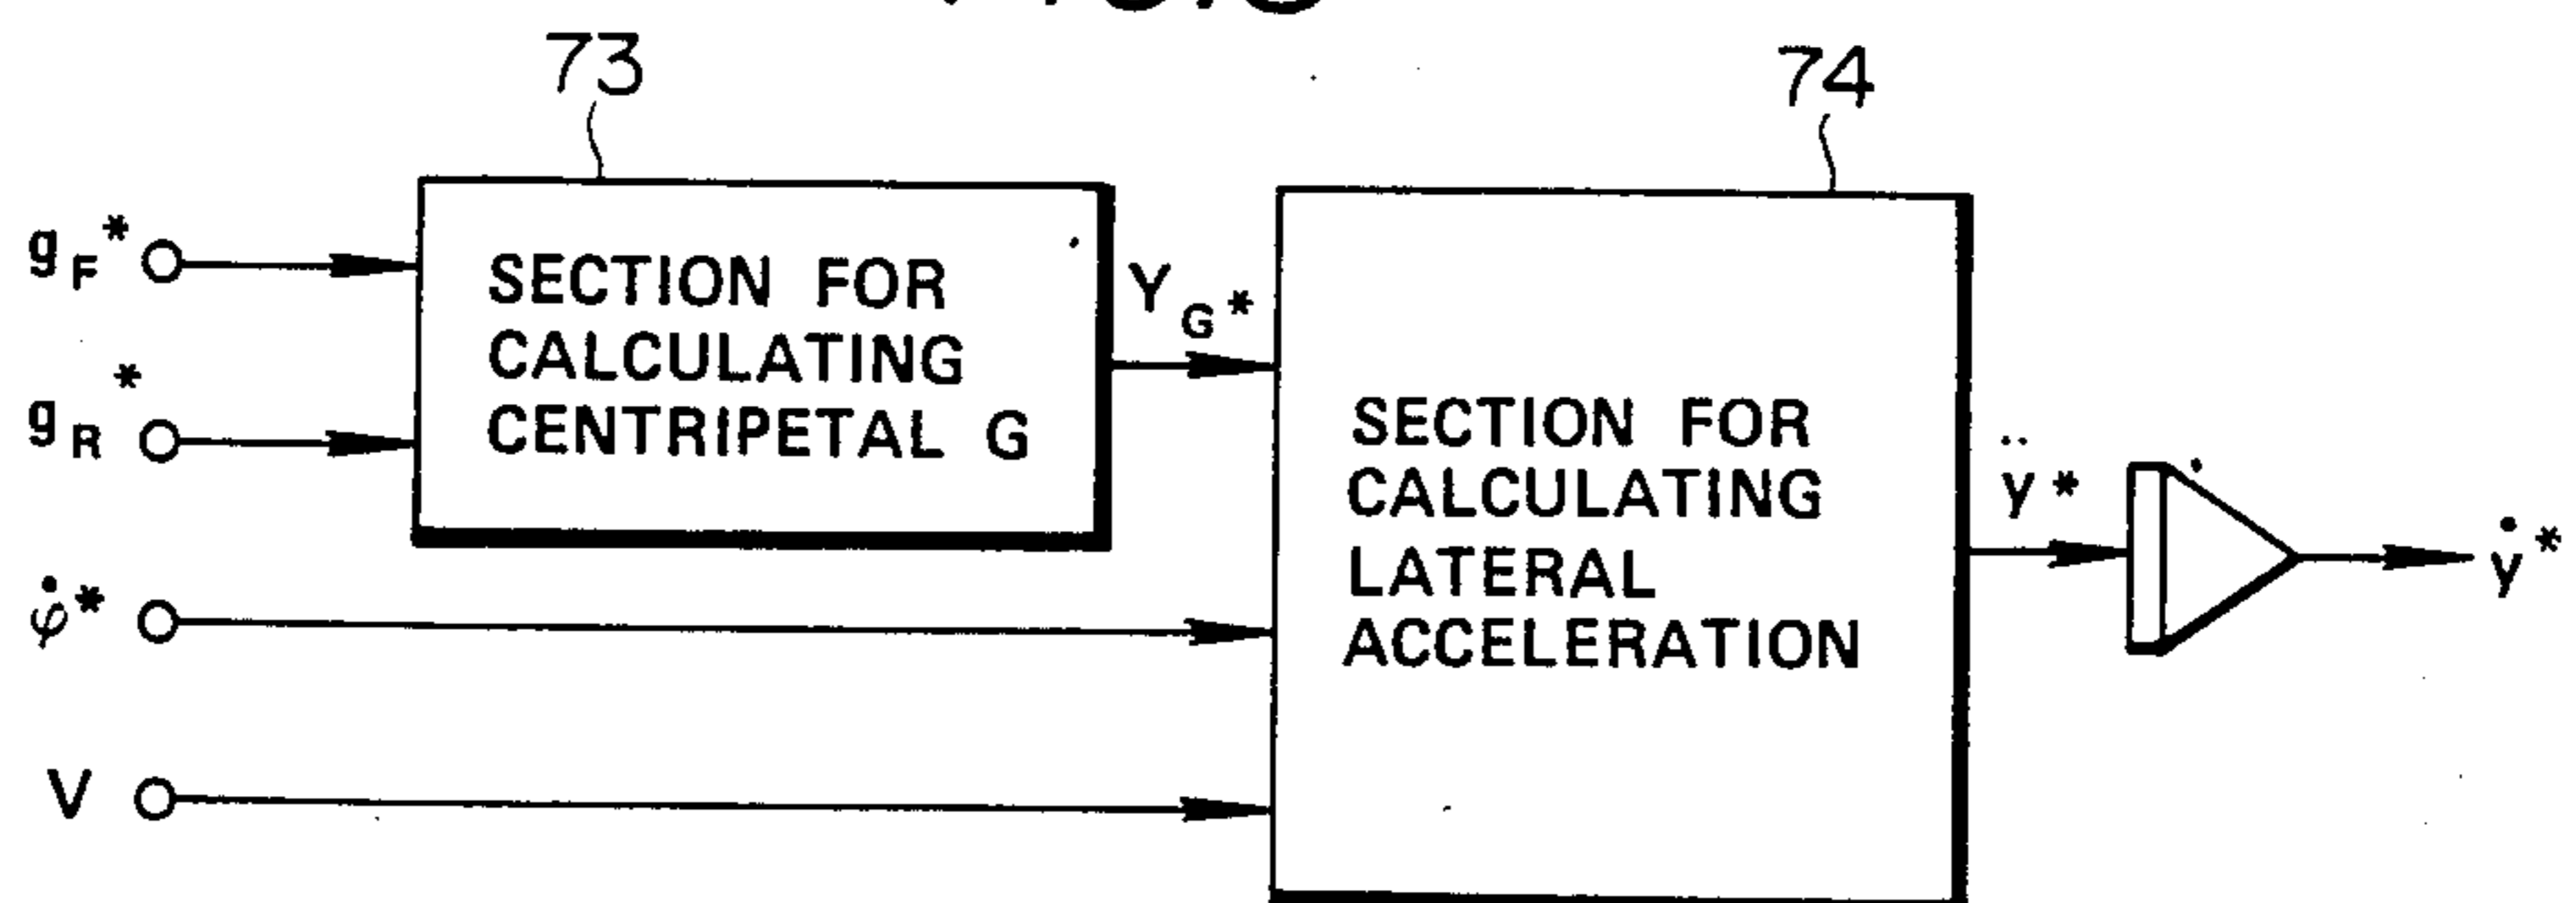 73
74
g_F*
SECTION FOR
CALCULATING
CENTRIPETAL G
g_R*
Y_G*
SECTION FOR
CALCULATING
LATERAL
ACCELERATION
ÿ*
ẏ*
φ̇*
V